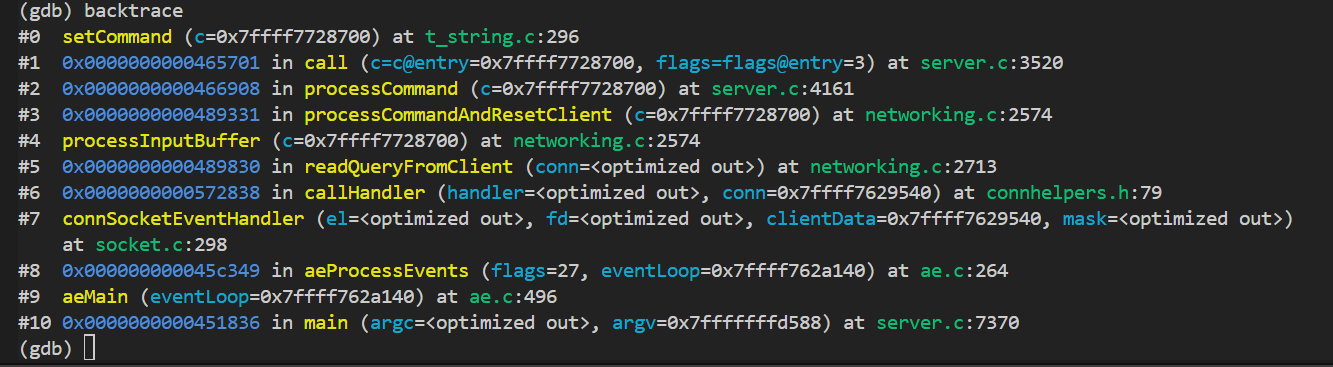 (gdb) backtrace
#0  setCommand (c=0x7ffff7728700) at t_string.c:296
#1  0x0000000000465701 in call (c=c@entry=0x7ffff7728700, flags=flags@entry=3) at server.c:3520
#2  0x0000000000466908 in processCommand (c=0x7ffff7728700) at server.c:4161
#3  0x0000000000489331 in processCommandAndResetClient (c=0x7ffff7728700) at networking.c:2574
#4  processInputBuffer (c=0x7ffff7728700) at networking.c:2574
#5  0x0000000000489830 in readQueryFromClient (conn=<optimized out>) at networking.c:2713
#6  0x0000000000572838 in callHandler (handler=<optimized out>, conn=0x7ffff7629540) at connhelpers.h:79
#7  connSocketEventHandler (el=<optimized out>, fd=<optimized out>, clientData=0x7ffff7629540, mask=<optimized out>)
    at socket.c:298
#8  0x000000000045c349 in aeProcessEvents (flags=27, eventLoop=0x7ffff762a140) at ae.c:264
#9  aeMain (eventLoop=0x7ffff762a140) at ae.c:496
#10 0x0000000000451836 in main (argc=<optimized out>, argv=0x7fffffffd588) at server.c:7370
(gdb)